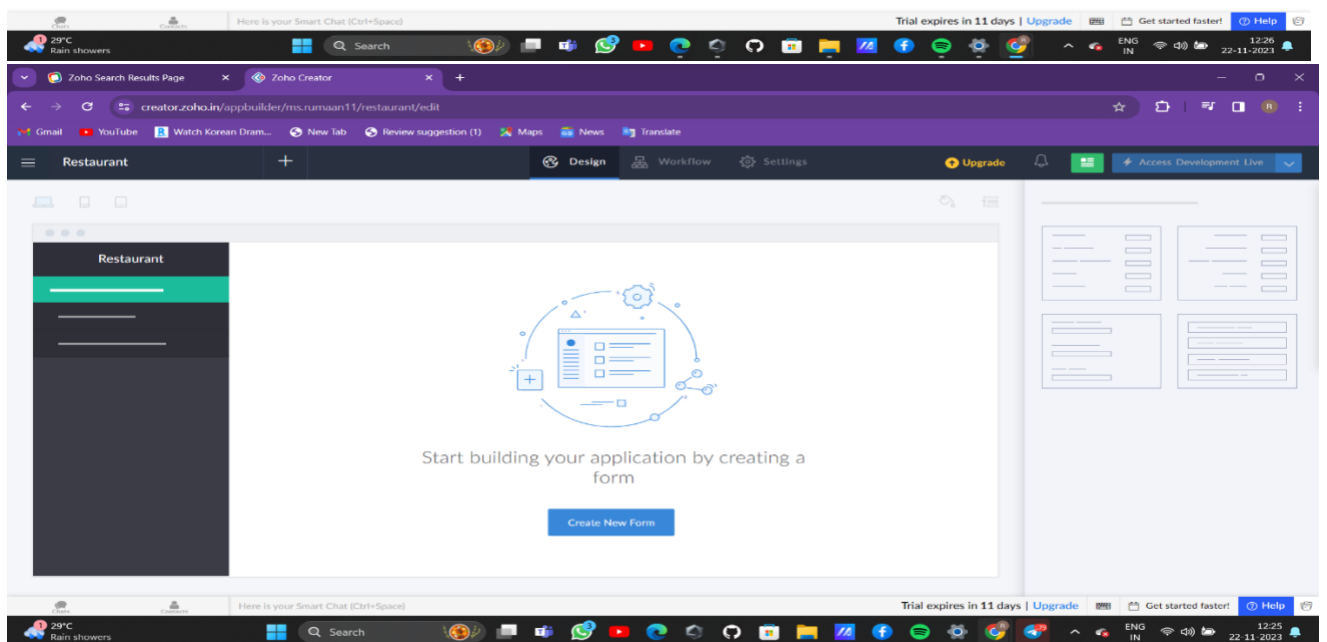 Chats Contacts Here is your Smart Chat (Ctrl+Space) Trial expires in 11 days | Upgrade Get started faster! Help
1 29°C Search 3 ENG 12:26
Rain showers IN 22-11-2023
Zoho Search Results Page Zoho Creator
creator.zoho.in/appbuilder/ms.rumaan11/restaurant/edit R
Gmail YouTube R Watch Korean Dram... New Tab Review suggestion (1) Maps News Translate
Restaurant Design Workflow Settings Upgrade Access Development Live
Restaurant
Start building your application by creating a
form
Create New Form
Chats Contacts Here is your Smart Chat (Ctrl+Space) Trial expires in 11 days | Upgrade Get started faster! Help
1 29°C Search 3 ENG 12:25
Rain showers IN 22-11-2023